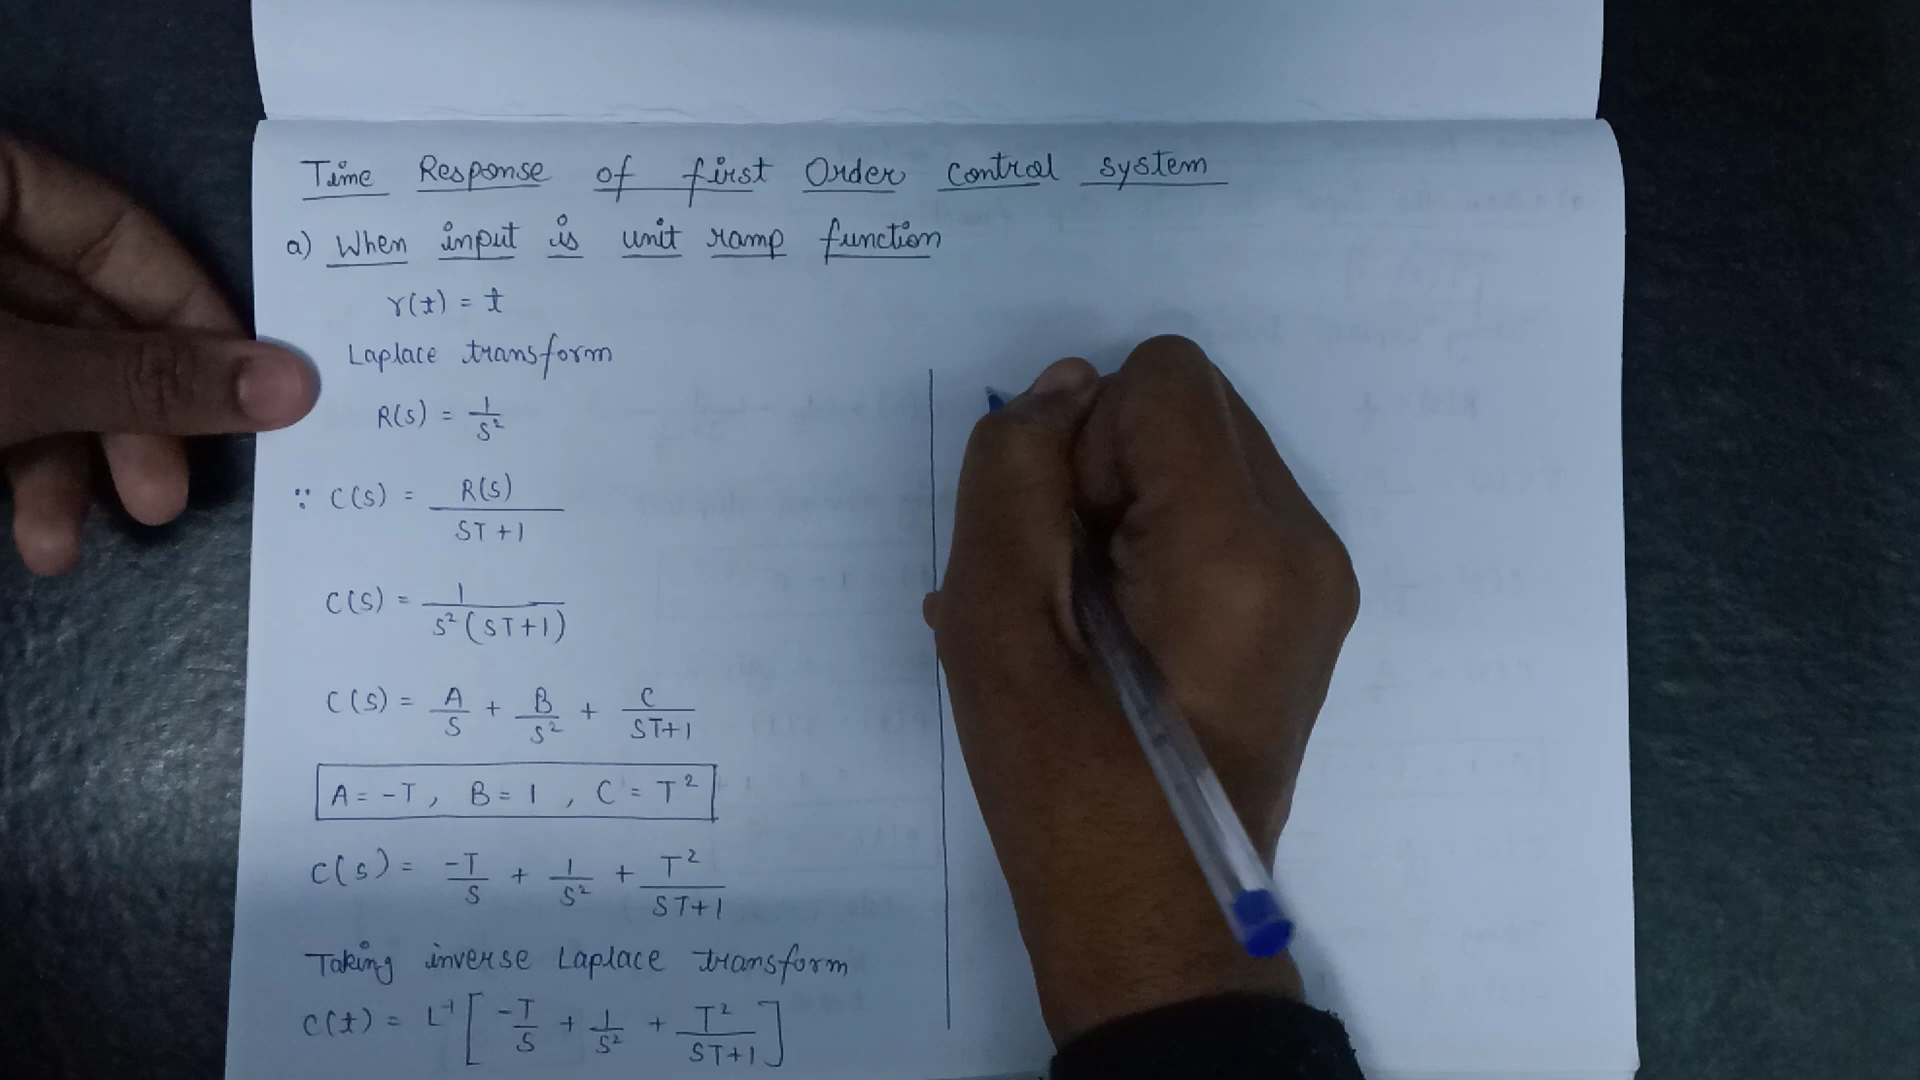 Time Response of first Order control system
a) When input is unit ramp function
r(t) = t
Laplace transform
R(s) = 1/s²
∵ C(s) = R(s)/(ST+1)
C(s) = 1/(s²(ST+1))
C(s) = A/S + B/S² + C/(ST+1)
A = -T, B = 1, C = T²
C(s) = -T/S + 1/S² + T²/(ST+1)
Taking inverse Laplace transform
C(t) = L⁻¹[-T/S + 1/S² + T²/(ST+1)]